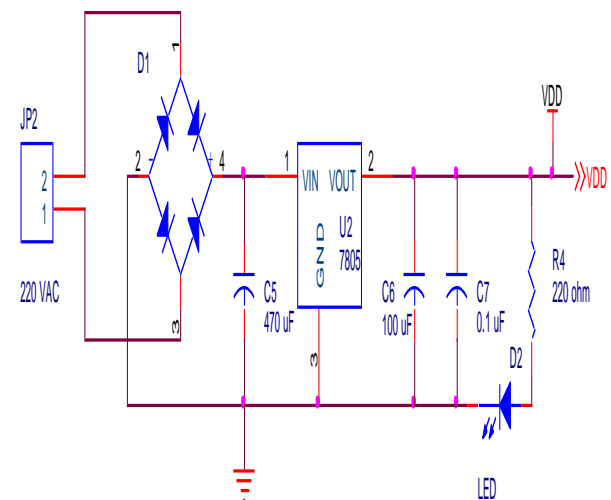 JP2
2
1
220 VAC
D1
1
2
-
+
4
3
1
VIN
VOUT
2
GND
U2
7805
3
C5
470 uF
C6
100 uF
C7
0.1 uF
VDD
VDD
R4
220 ohm
D2
LED